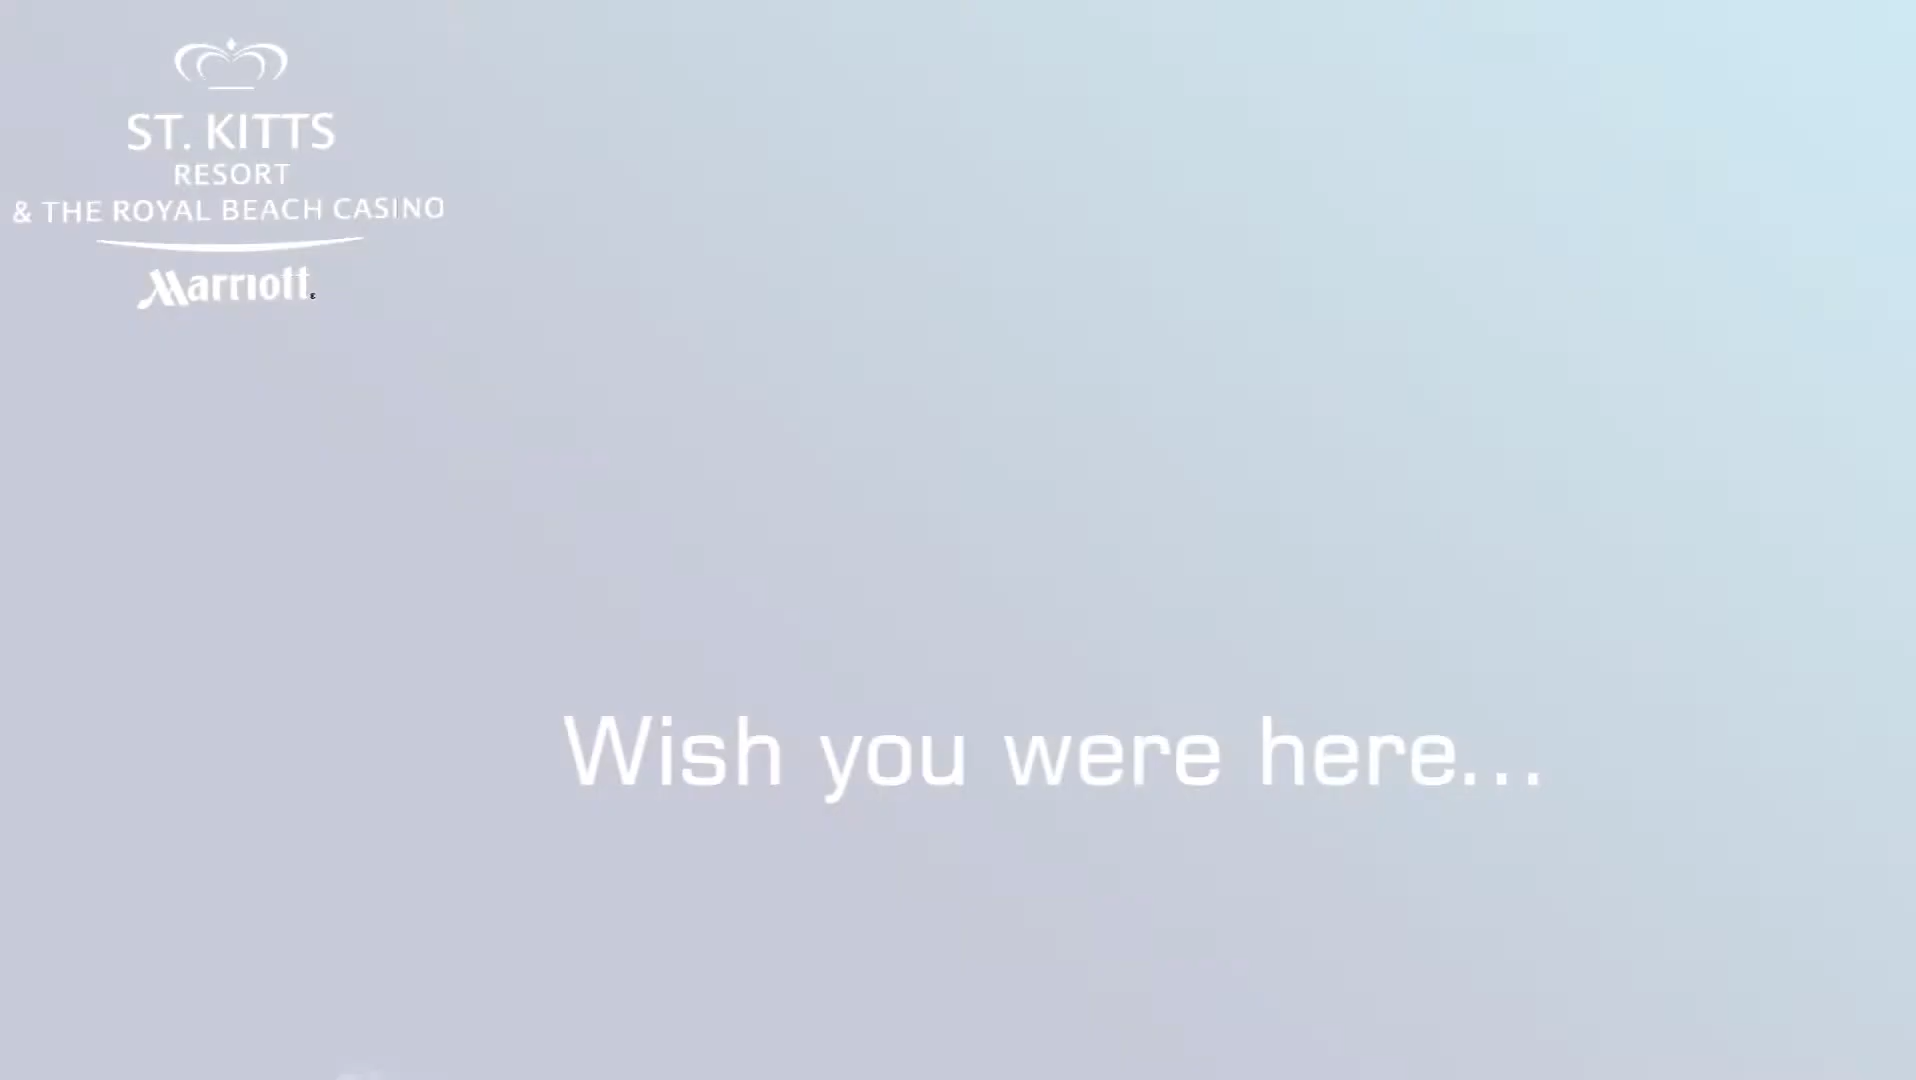 ST. KITTS
RESORT
& THE ROYAL BEACH CASINO
Marriott
Wish you were here...